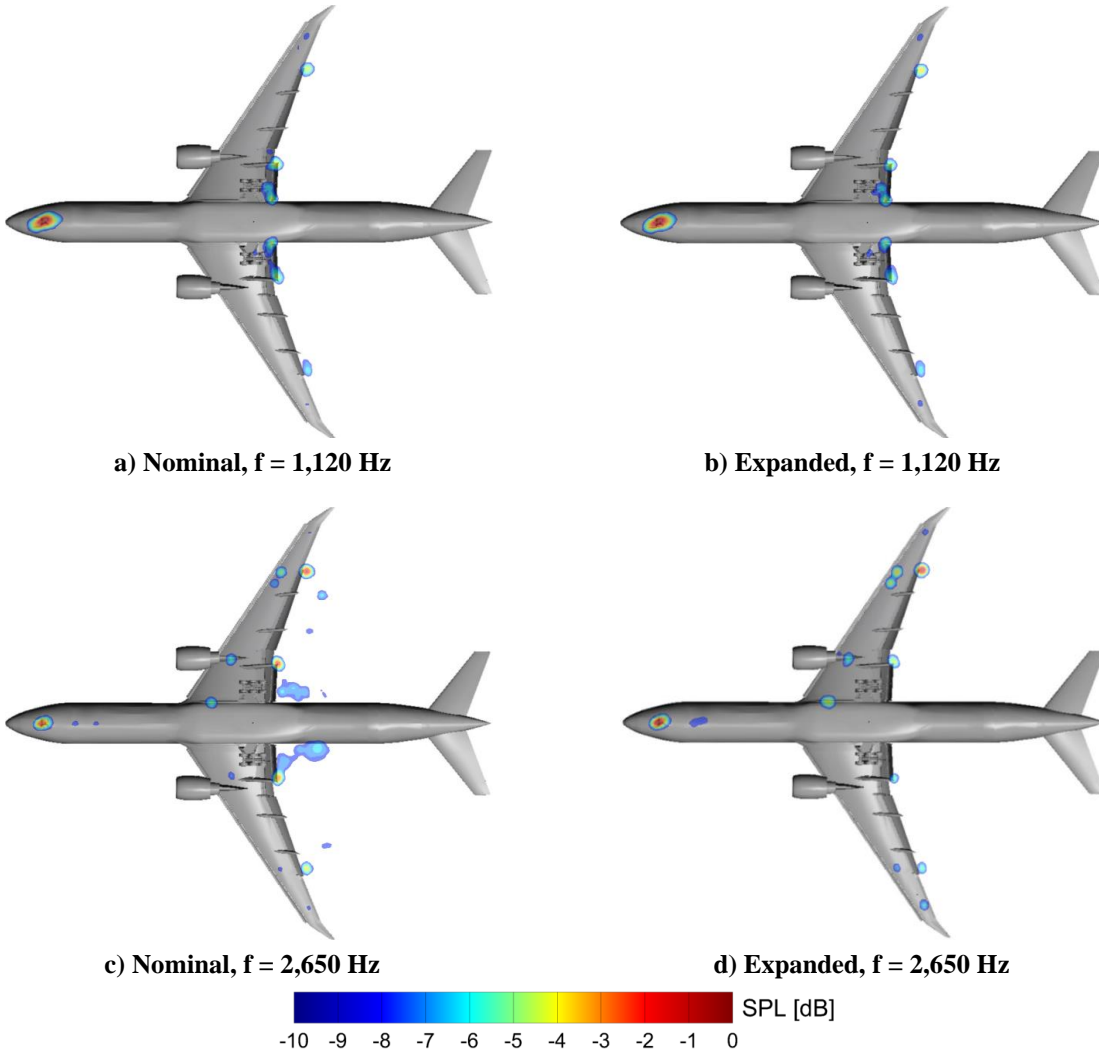 a) Nominal, f = 1,120 Hz
b) Expanded, f = 1,120 Hz
c) Nominal, f = 2,650 Hz
d) Expanded, f = 2,650 Hz
SPL [dB]
-10 -9 -8 -7 -6 -5 -4 -3 -2 -1 0